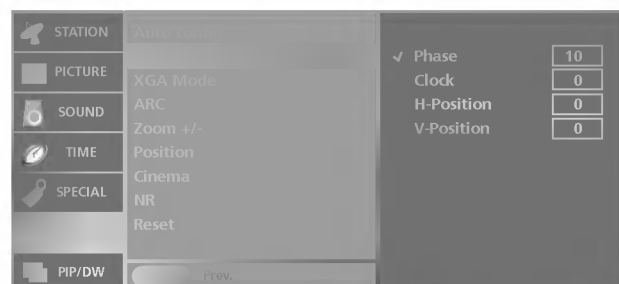 STATION
PICTURE
SOUND
TIME
SPECIAL
PIP/DW
Auto config
XGA Mode
ARC
Zoom +/-
Position
Cinema
NR
Reset
Prev.
✓ Phase 10
Clock 0
H-Position 0
V-Position 0